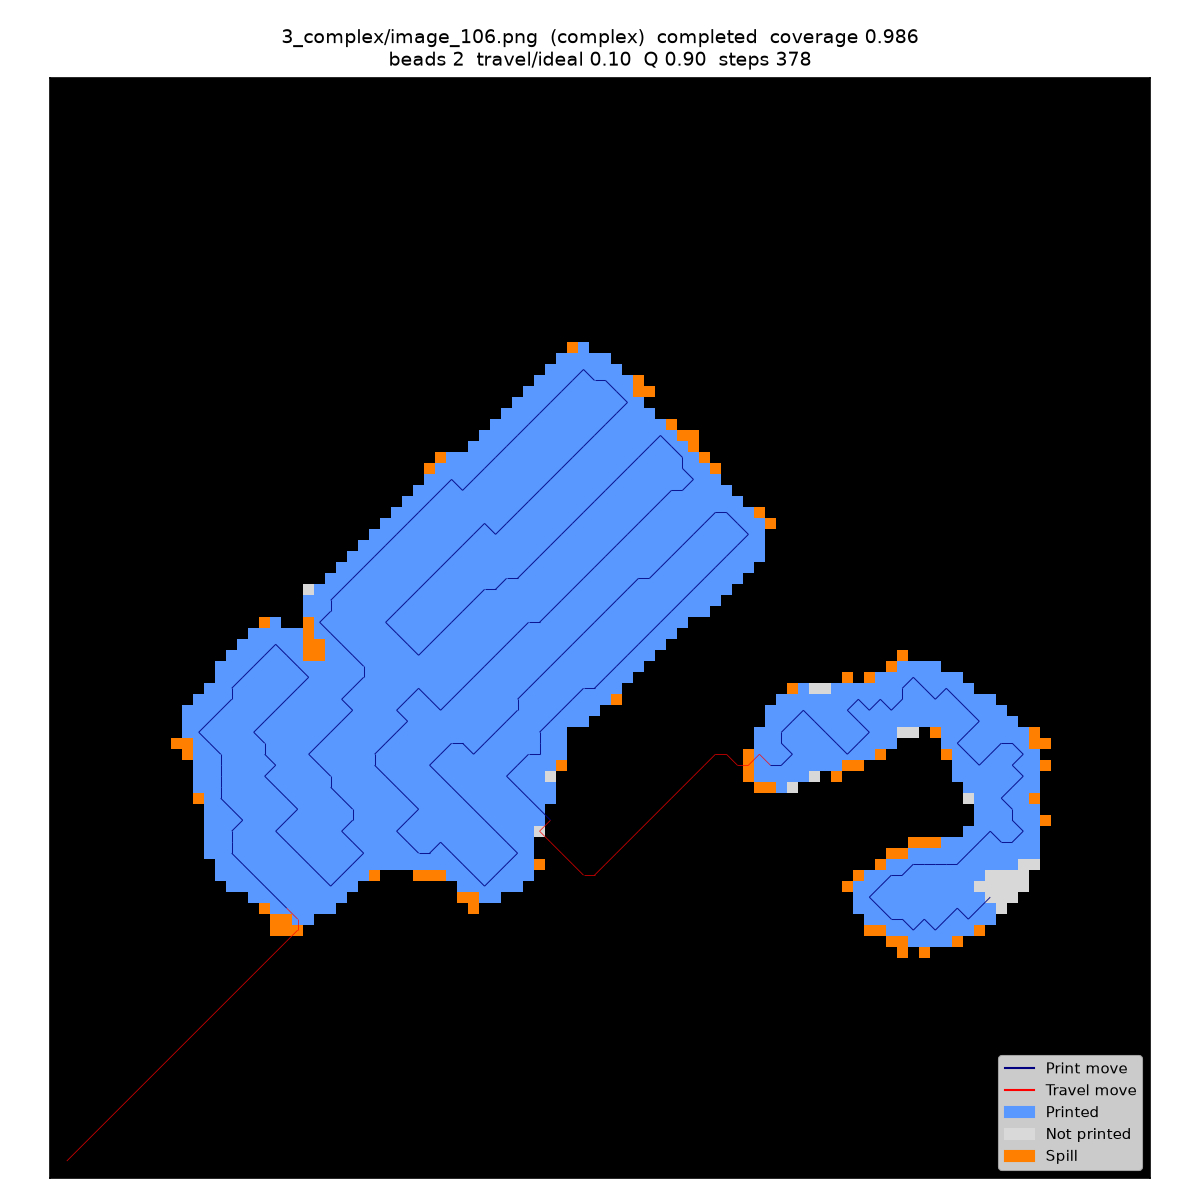 3_complex/image_106.png  (complex)  completed  coverage 0.986
beads 2  travel/ideal 0.10  Q 0.90  steps 378
Print move
Travel move
Printed
Not printed
Spill